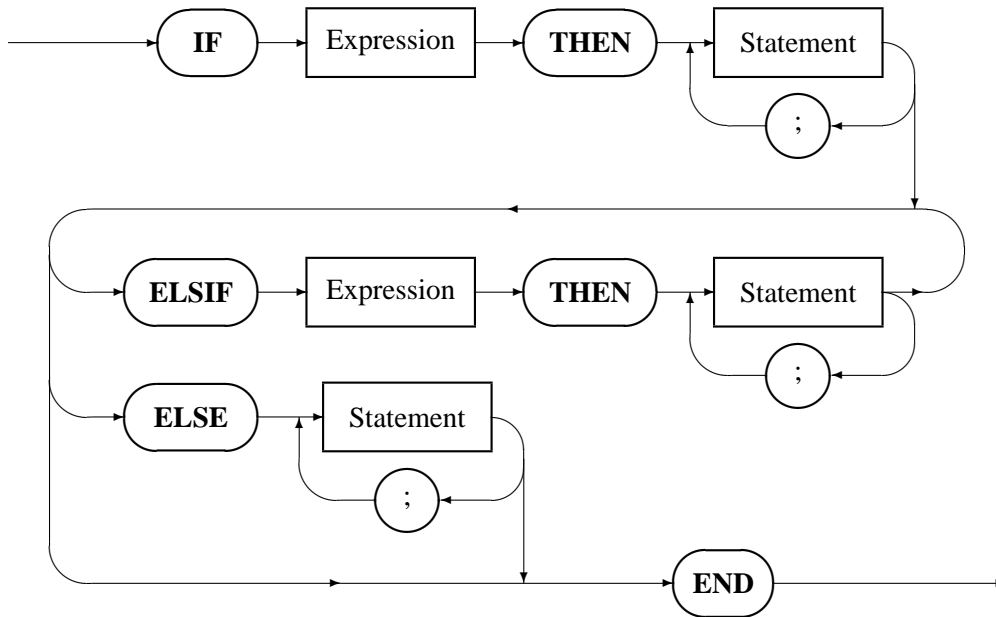 IF Expression THEN Statement
;
ELSIF Expression THEN Statement
;
ELSE Statement
;
END